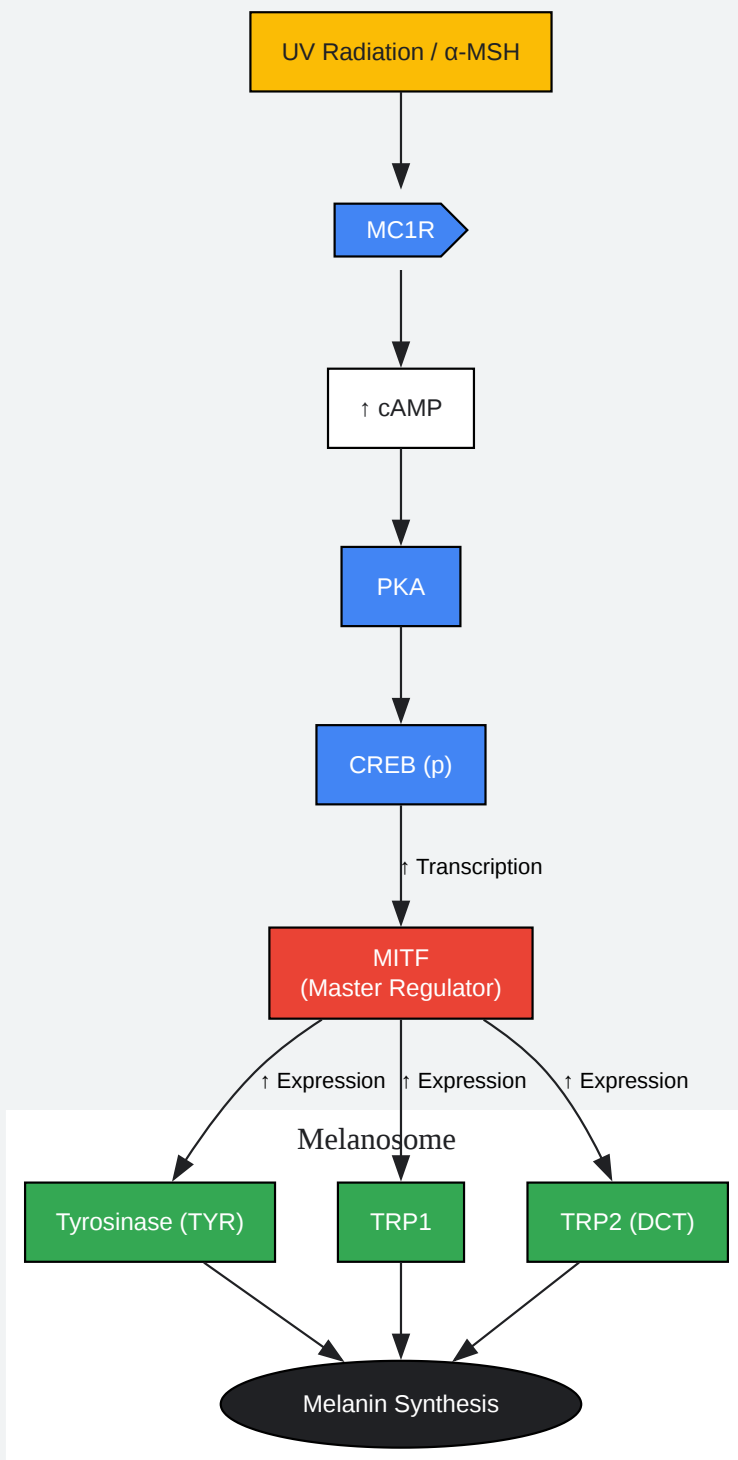 UV Radiation / α-MSH
MC1R
↑ cAMP
PKA
CREB (p)
↑ Transcription
MITF
(Master Regulator)
↑ Expression
↑ Expression
↑ Expression
Melanosome
Tyrosinase (TYR)
TRP1
TRP2 (DCT)
Melanin Synthesis